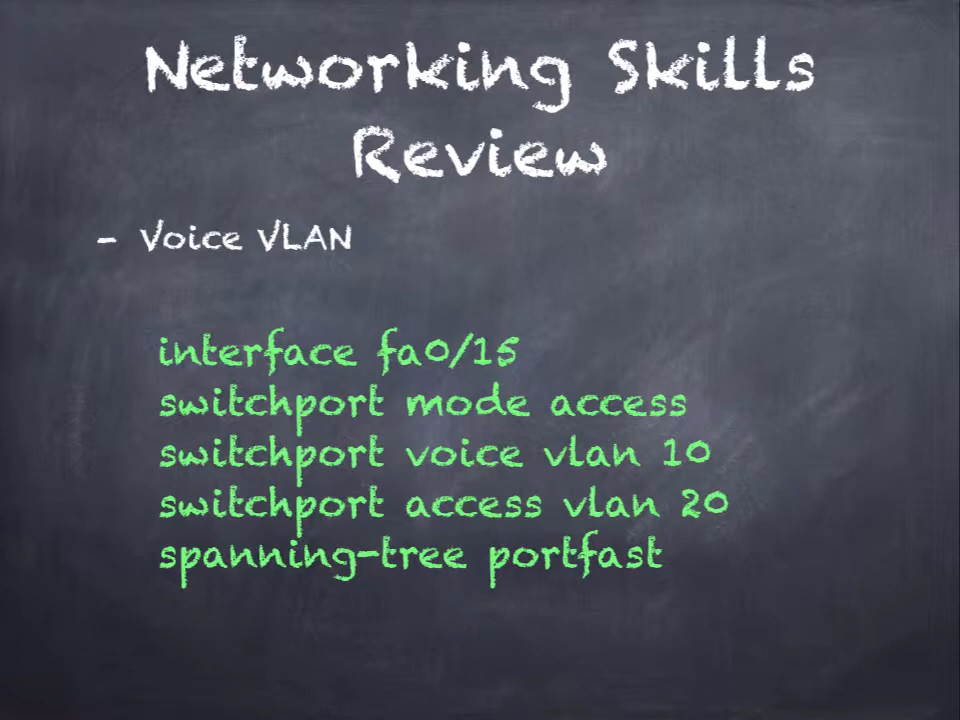 Networking Skills
Review
- Voice VLAN
interface fa0/15
switchport mode access
switchport voice vlan 10
switchport access vlan 20
spanning-tree portfast